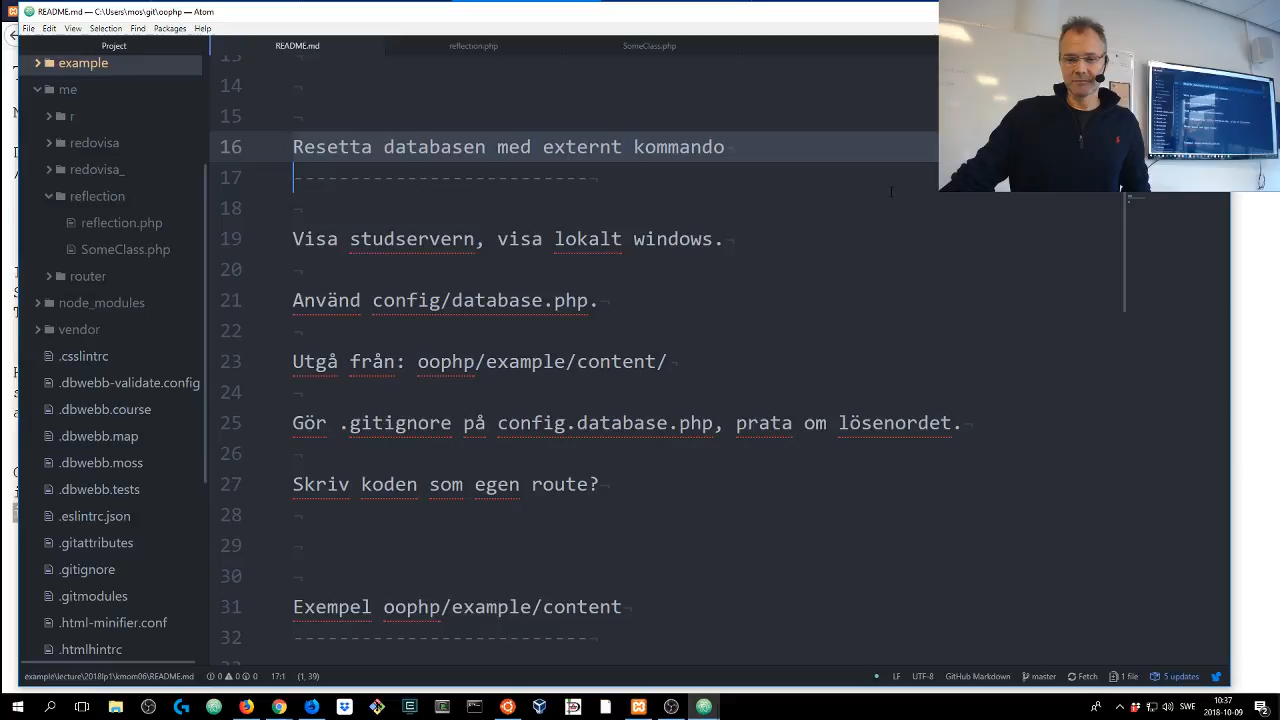 README.md — C:\Users\mos\git\oophp — Atom
File Edit View Selection Find Packages Help
Project
README.md reflection.php SomeClass.php
example
me
r
redovisa
redovisa_
reflection
reflection.php
SomeClass.php
router
node_modules
vendor
.csslintrc
.dbwebb-validate.config
.dbwebb.course
.dbwebb.map
.dbwebb.moss
.dbwebb.tests
.eslintrc.json
.gitattributes
.gitignore
.gitmodules
.html-minifier.conf
.htmlhintrc
13
14
15
16 Resetta databasen med externt kommando
17 --------------------------
18
19 Visa studservern, visa lokalt windows.
20
21 Använd config/database.php.
22
23 Utgå från: oophp/example/content/
24
25 Gör .gitignore på config.database.php, prata om lösenordet.
26
27 Skriv koden som egen route?
28
29
30
31 Exempel oophp/example/content
32 --------------------------
example\lecture\2018lp1\kmom06\README.md 0 0 0 17:1 (1, 39) LF UTF-8 GitHub Markdown master Fetch 1 file 5 updates
SWE 10:37
2018-10-09